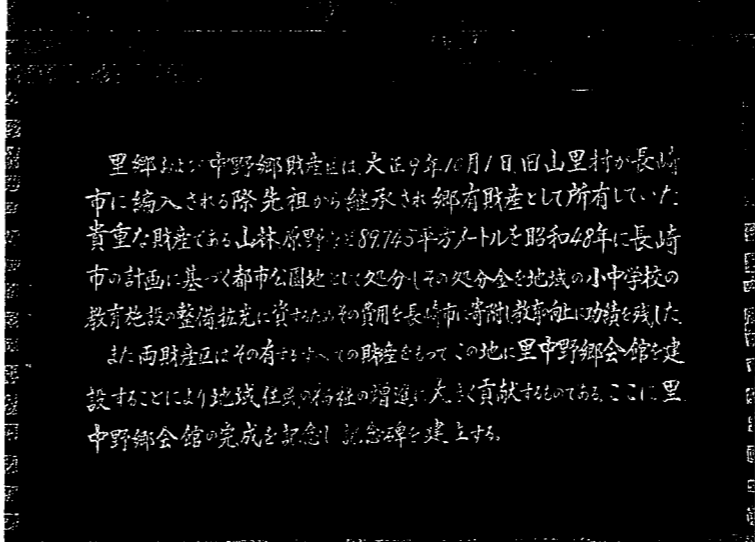 里郷および中野郷財産区は、大正9年10月1日旧山里村が長崎
市に編入される際先祖から継承され郷有財産として所有していた
貴重な財産である山林原野など89.745平方メートルを昭和48年に長崎
市の計画に基づく都市公園地として処分しその処分金を地域の小中学校の
教育施設の整備拡充に資するためその費用を長崎市に寄附し教育向上に功績を残した
また両財産区はその有するすべての財産をもってこの地に里中野郷会館を建
設することにより地域住民の福祉の増進に大きく貢献するものである。ここに里
中野郷会館の完成を記念し記念碑を建立する。